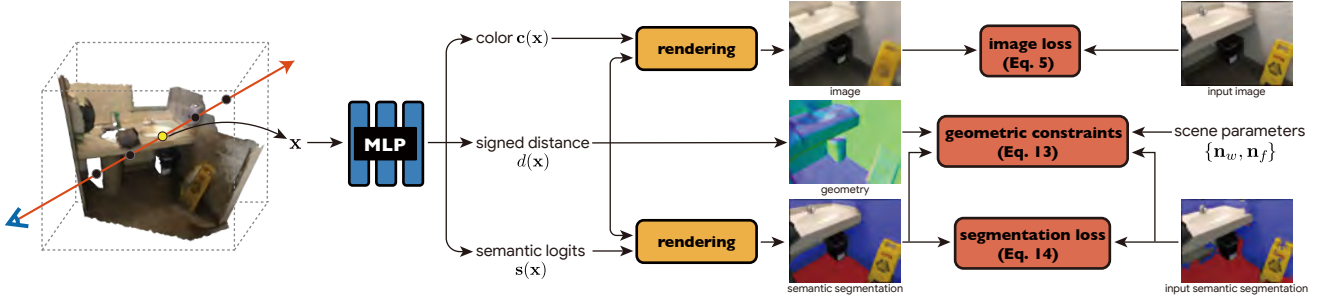 color c(x)
rendering
image
image loss
(Eq. 5)
input image
x
MLP
signed distance
d(x)
geometry
geometric constraints
(Eq. 13)
scene parameters
{n_w, n_f}
semantic logits
s(x)
rendering
semantic segmentation
segmentation loss
(Eq. 14)
input semantic segmentation